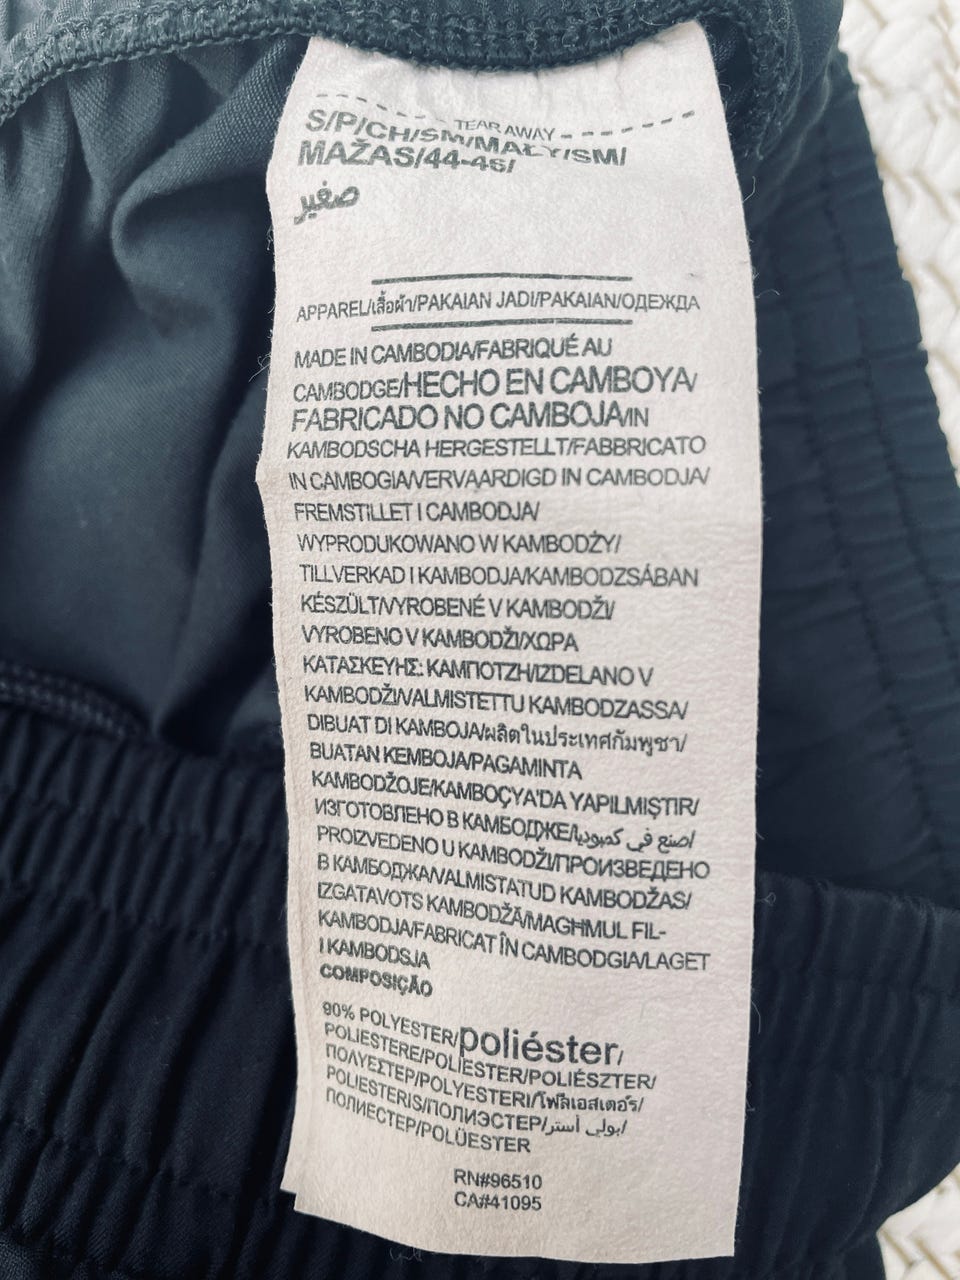 TEAR AWAY
S/P/CH/SM/MAŁY/SM/
MAŽAS/44-46/
صغير
APPAREL/เสื้อผ้า/PAKAIAN JADI/PAKAIAN/ОДЕЖДА
MADE IN CAMBODIA/FABRIQUÉ AU
CAMBODGE/HECHO EN CAMBOYA/
FABRICADO NO CAMBOJA/IN
KAMBODSCHA HERGESTELLT/FABBRICATO
IN CAMBOGIA/VERVAARDIGD IN CAMBODJA/
FREMSTILLET I CAMBODJA/
WYPRODUKOWANO W KAMBODŻY/
TILLVERKAD I KAMBODJA/KAMBODZSÁBAN
KÉSZÜLT/VYROBENÉ V KAMBODŽI/
VYROBENO V KAMBODŽI/ΧΩΡΑ
ΚΑΤΑΣΚΕΥΗΣ: ΚΑΜΠΟΤΖΗ/IZDELANO V
KAMBODŽI/VALMISTETTU KAMBODZASSA/
DIBUAT DI KAMBOJA/ผลิตในประเทศกัมพูชา/
BUATAN KEMBOJA/PAGAMINTA
KAMBODŽOJE/KAMBOÇYA'DA YAPILMIŞTIR/
ИЗГОТОВЛЕНО В КАМБОДЖЕ/صنع في كمبوديا/
PROIZVEDENO U KAMBODŽI/ПРОИЗВЕДЕНО
В КАМБОДЖА/VALMISTATUD KAMBODŽAS/
IZGATAVOTS KAMBODŽĀ/MAGĦMUL FIL-
KAMBODJA/FABRICAT ÎN CAMBODGIA/LAGET
I KAMBODSJA
COMPOSIÇÃO
90% POLYESTER/poliéster/
POLIESTERE/POLIESTER/POLIÉSZTER/
ΠΟΛΥΕΣΤΕΡ/POLYESTERI/โพลีเอสเตอร์/
POLIESTERIS/ПОЛИЭСТЕР/بولي أستر/
ПОЛИЕСТЕР/POLÜESTER
RN#96510
CA#41095